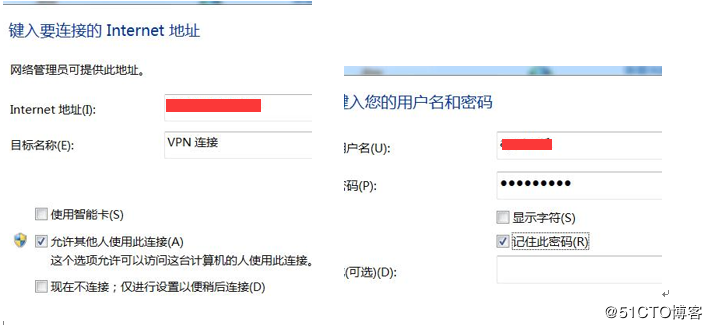 键入要连接的 Internet 地址
网络管理员可提供此地址。
Internet 地址(I):
目标名称(E):
VPN 连接
使用智能卡(S)
允许其他人使用此连接(A)
这个选项允许可以访问这台计算机的人使用此连接。
现在不连接；仅进行设置以便稍后连接(D)
键入您的用户名和密码
户名(U):
码(P):
●●●●●●●●●
显示字符(S)
记住此密码(R)
(可选)(D):
@51CTO博客